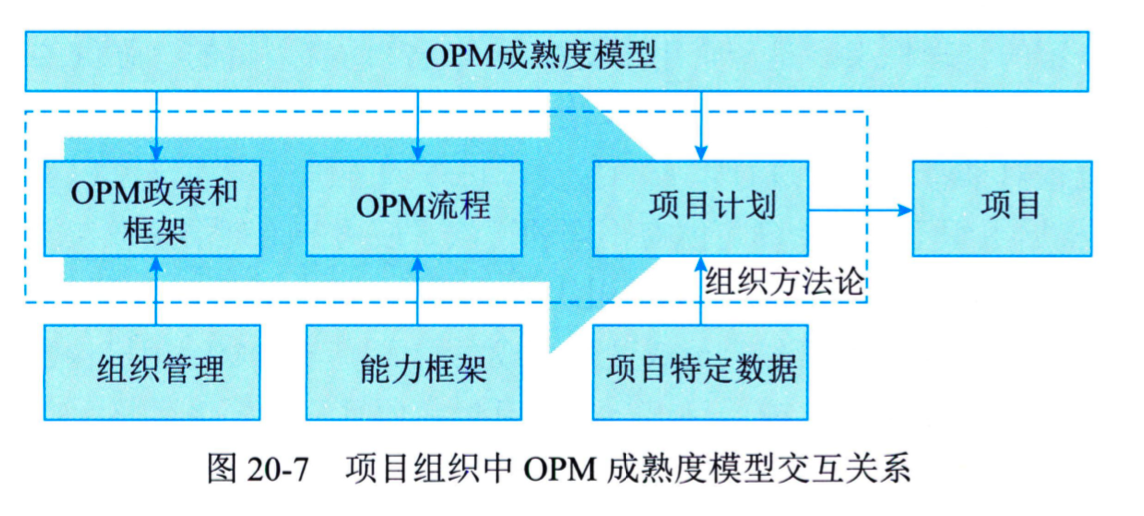 OPM成熟度模型
OPM政策和
框架
OPM流程
项目计划
项目
组织方法论
组织管理
能力框架
项目特定数据
图 20-7 项目组织中 OPM 成熟度模型交互关系